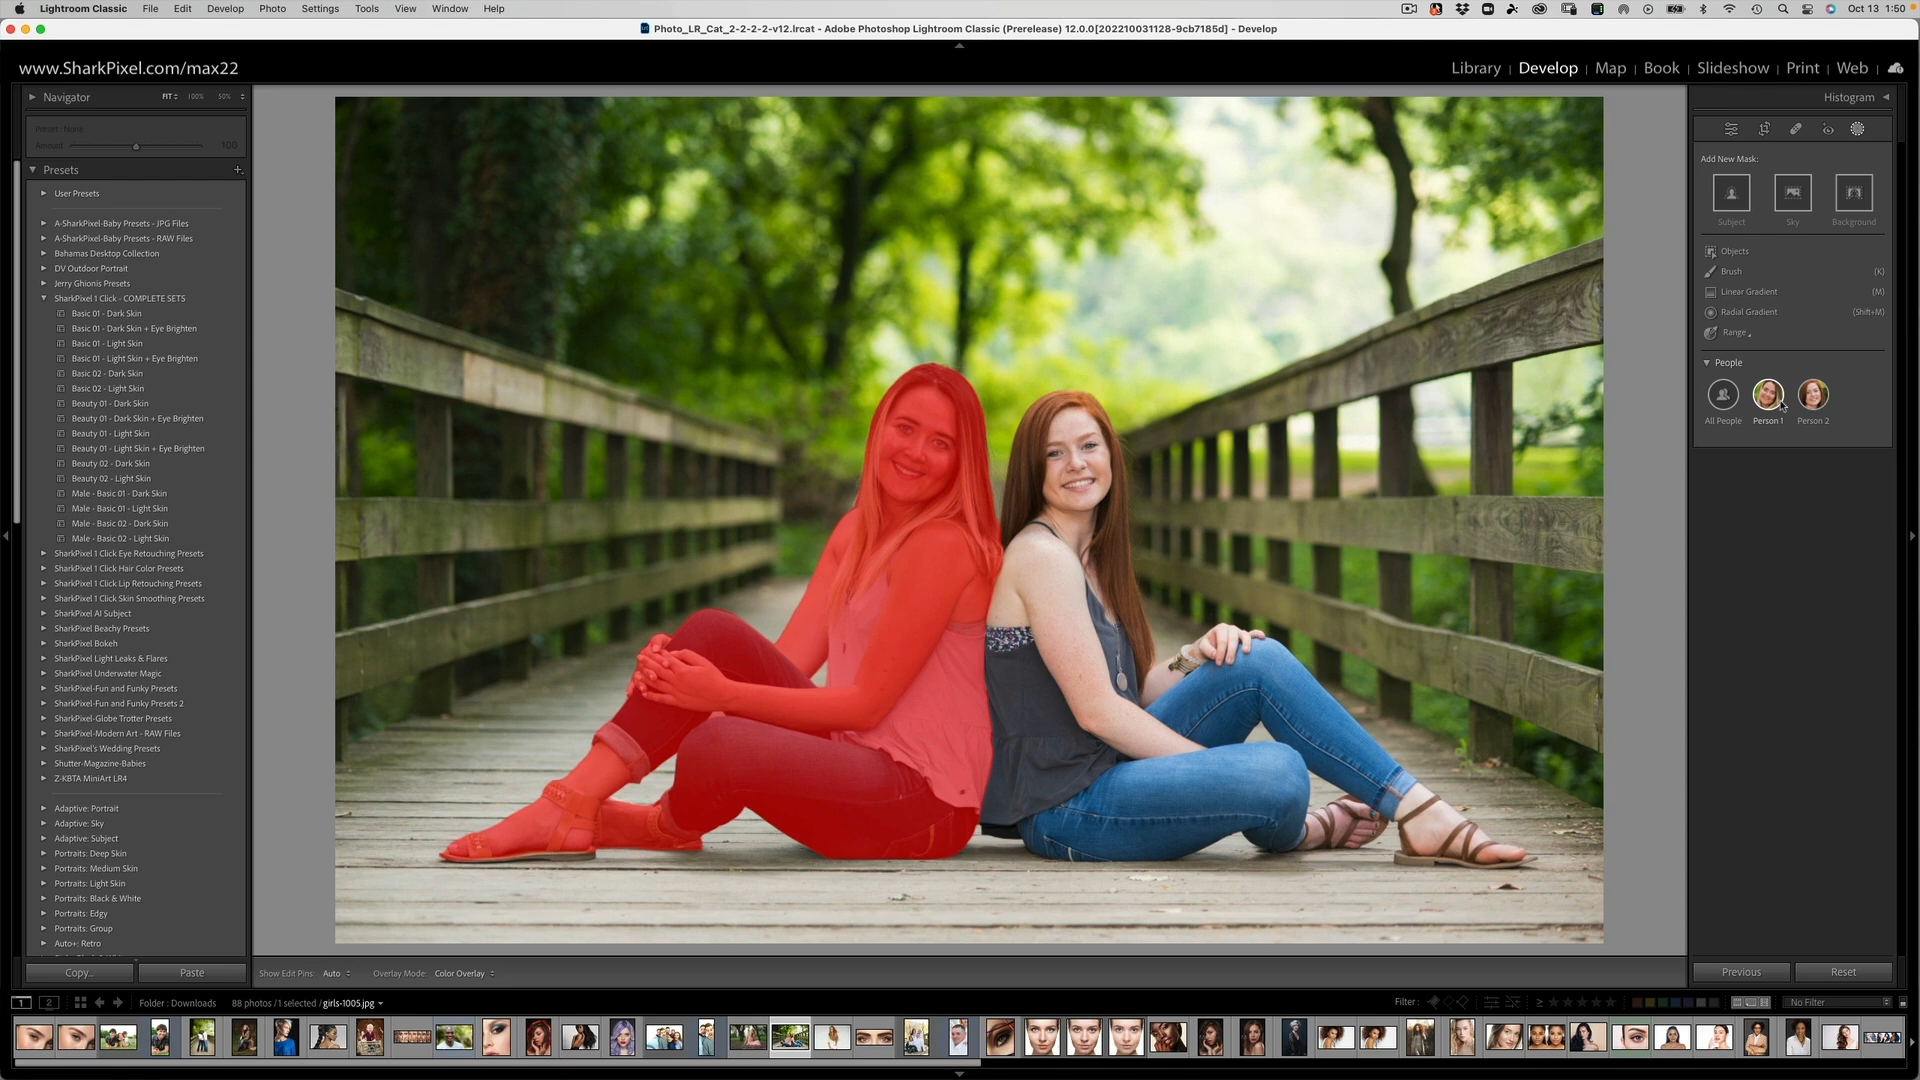 Lightroom Classic File Edit Develop Photo Settings Tools View Window Help Oct 13 1:50
Photo_LR_Cat_2-2-2-2-v12.lrcat - Adobe Photoshop Lightroom Classic (Prerelease) 12.0.0[202210031128-9cb7185d] - Develop
www.SharkPixel.com/max22
Library | Develop | Map | Book | Slideshow | Print | Web
Navigator FIT 100% 50%
Preset: None
Amount 100
Presets
User Presets
A-SharkPixel-Baby Presets - JPG Files
A-SharkPixel-Baby Presets - RAW Files
Bahamas Desktop Collection
DV Outdoor Portrait
Jerry Ghionis Presets
SharkPixel 1 Click - COMPLETE SETS
Basic 01 - Dark Skin
Basic 01 - Dark Skin + Eye Brighten
Basic 01 - Light Skin
Basic 01 - Light Skin + Eye Brighten
Basic 02 - Dark Skin
Basic 02 - Light Skin
Beauty 01 - Dark Skin
Beauty 01 - Dark Skin + Eye Brighten
Beauty 01 - Light Skin
Beauty 01 - Light Skin + Eye Brighten
Beauty 02 - Dark Skin
Beauty 02 - Light Skin
Male - Basic 01 - Dark Skin
Male - Basic 01 - Light Skin
Male - Basic 02 - Dark Skin
Male - Basic 02 - Light Skin
SharkPixel 1 Click Eye Retouching Presets
SharkPixel 1 Click Hair Color Presets
SharkPixel 1 Click Lip Retouching Presets
SharkPixel 1 Click Skin Smoothing Presets
SharkPixel AI Subject
SharkPixel Beachy Presets
SharkPixel Bokeh
SharkPixel Light Leaks & Flares
SharkPixel Underwater Magic
SharkPixel-Fun and Funky Presets
SharkPixel-Fun and Funky Presets 2
SharkPixel-Globe Trotter Presets
SharkPixel-Modern Art - RAW Files
SharkPixel's Wedding Presets
Shutter-Magazine-Babies
Z-KBTA MiniArt LR4
Adaptive: Portrait
Adaptive: Sky
Adaptive: Subject
Portraits: Deep Skin
Portraits: Medium Skin
Portraits: Light Skin
Portraits: Black & White
Portraits: Edgy
Portraits: Group
Auto+: Retro
Copy... Paste
Show Edit Pins: Auto Overlay Mode: Color Overlay
Histogram
Add New Mask:
Subject Sky Background
Objects
Brush (K)
Linear Gradient (M)
Radial Gradient (Shift+M)
Range
People
All People Person 1 Person 2
Previous Reset
1 2 Folder : Downloads 88 photos / 1 selected / girls-1005.jpg Filter : No Filter